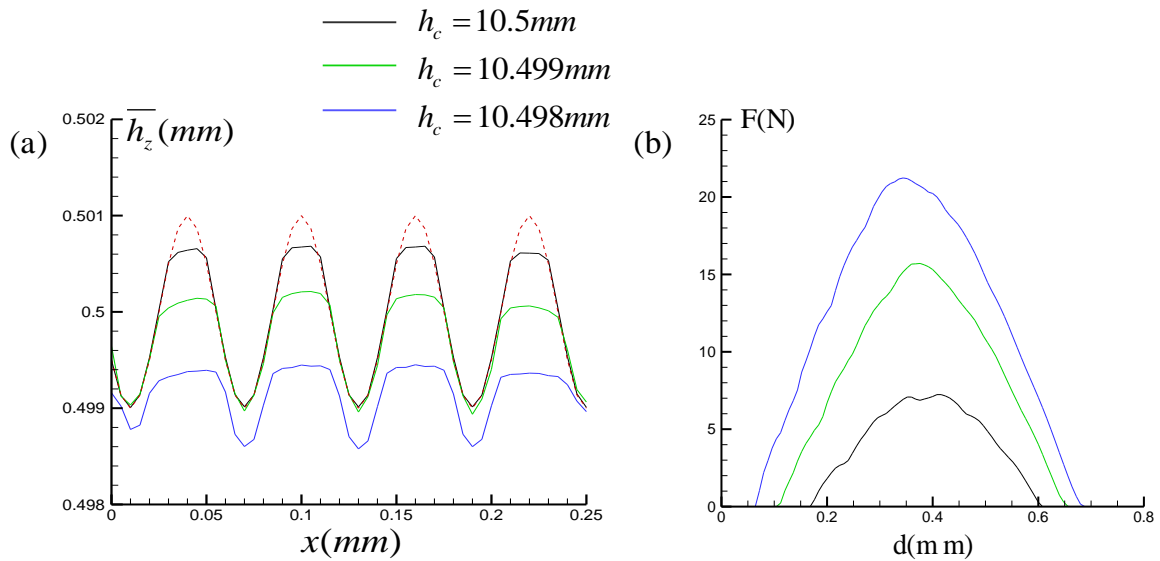 h_c = 10.5mm
h_c = 10.499mm
h_c = 10.498mm
(a)
h_z(mm)
0.502
0.501
0.5
0.499
0.498
0 0.05 0.1 0.15 0.2 0.25
x(mm)
(b)
F(N)
25
20
15
10
5
0
0 0.2 0.4 0.6 0.8
d(m m)